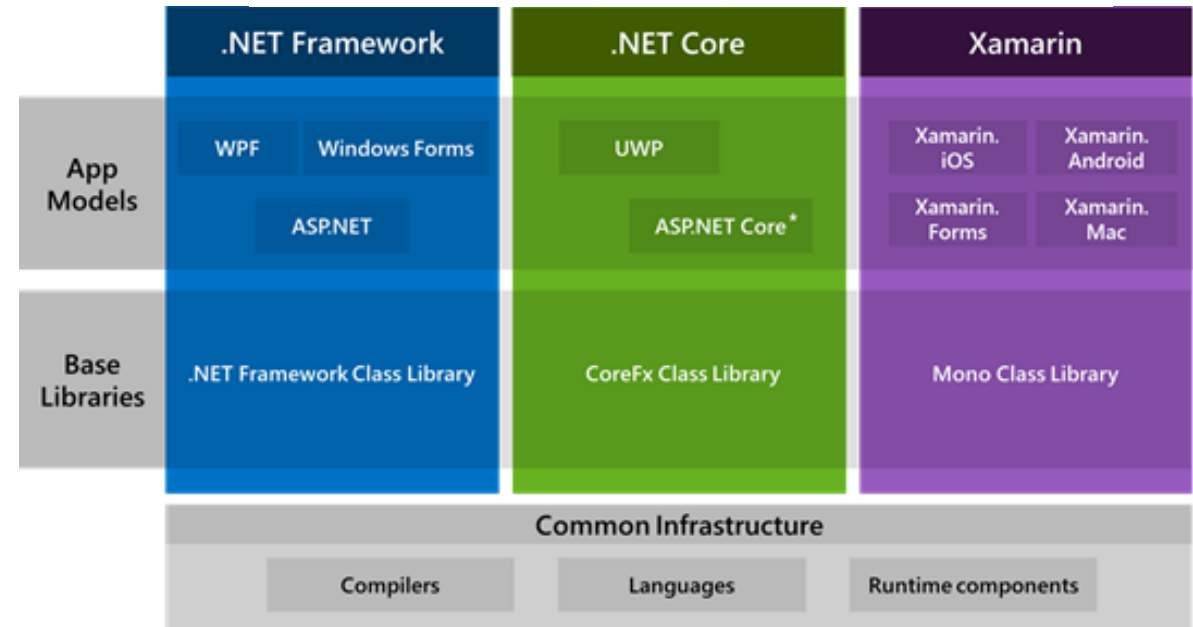 .NET Framework
.NET Core
Xamarin
App
Models
WPF
Windows Forms
ASP.NET
UWP
ASP.NET Core*
Xamarin.
iOS
Xamarin.
Android
Xamarin.
Forms
Xamarin.
Mac
Base
Libraries
.NET Framework Class Library
CoreFx Class Library
Mono Class Library
Common Infrastructure
Compilers
Languages
Runtime components